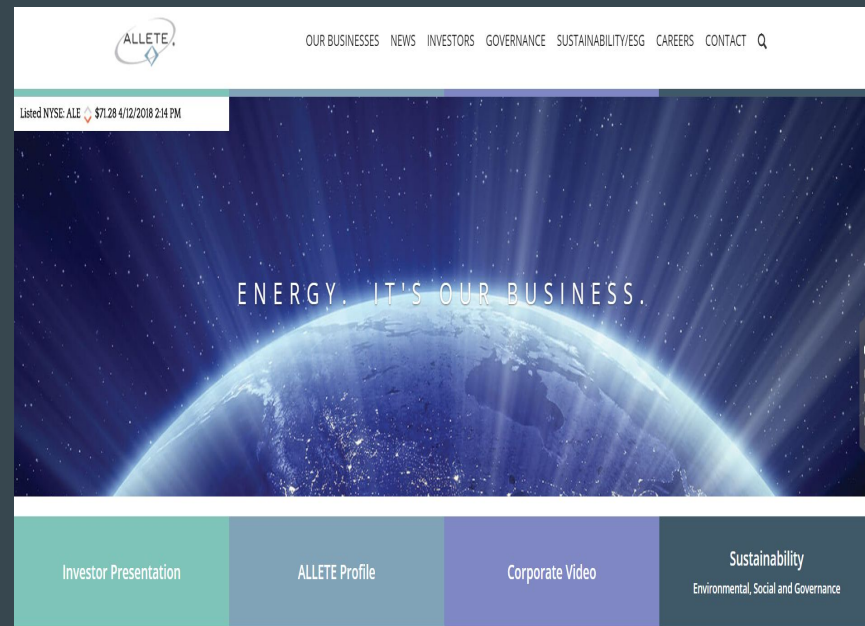 ALLETE
OUR BUSINESSES NEWS INVESTORS GOVERNANCE SUSTAINABILITY/ESG CAREERS CONTACT
Listed NYSE: ALE $71.28 4/12/2018 2:14 PM
ENERGY. IT'S OUR BUSINESS.
Investor Presentation
ALLETE Profile
Corporate Video
Sustainability
Environmental, Social and Governance